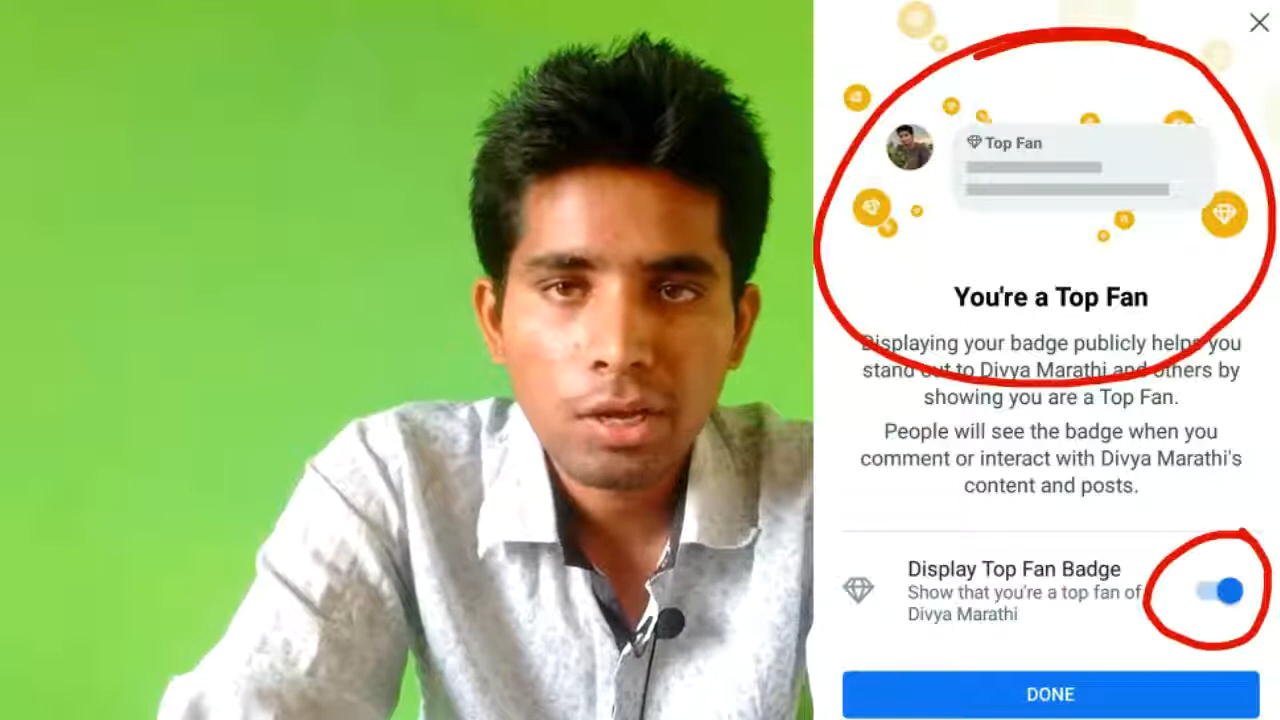 Top Fan
You're a Top Fan
Displaying your badge publicly helps you
stand out to Divya Marathi and others by
showing you are a Top Fan.
People will see the badge when you
comment or interact with Divya Marathi's
content and posts.
Display Top Fan Badge
Show that you're a top fan of
Divya Marathi
DONE